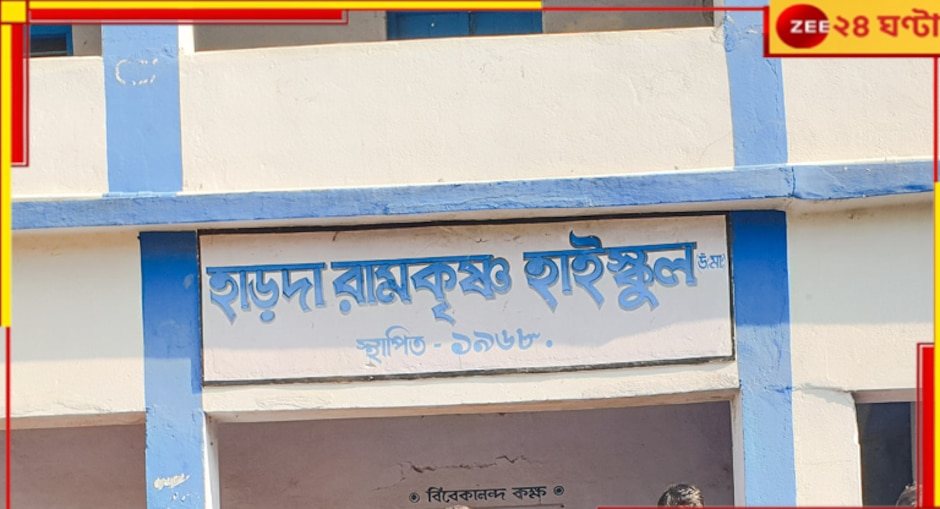 ZEE ২৪ ঘণ্টা
হাড়দা রামকৃষ্ণ হাইস্কুল উঃমাঃ
স্থাপিত - ১৯৬৮.
বিবেকানন্দ কক্ষ